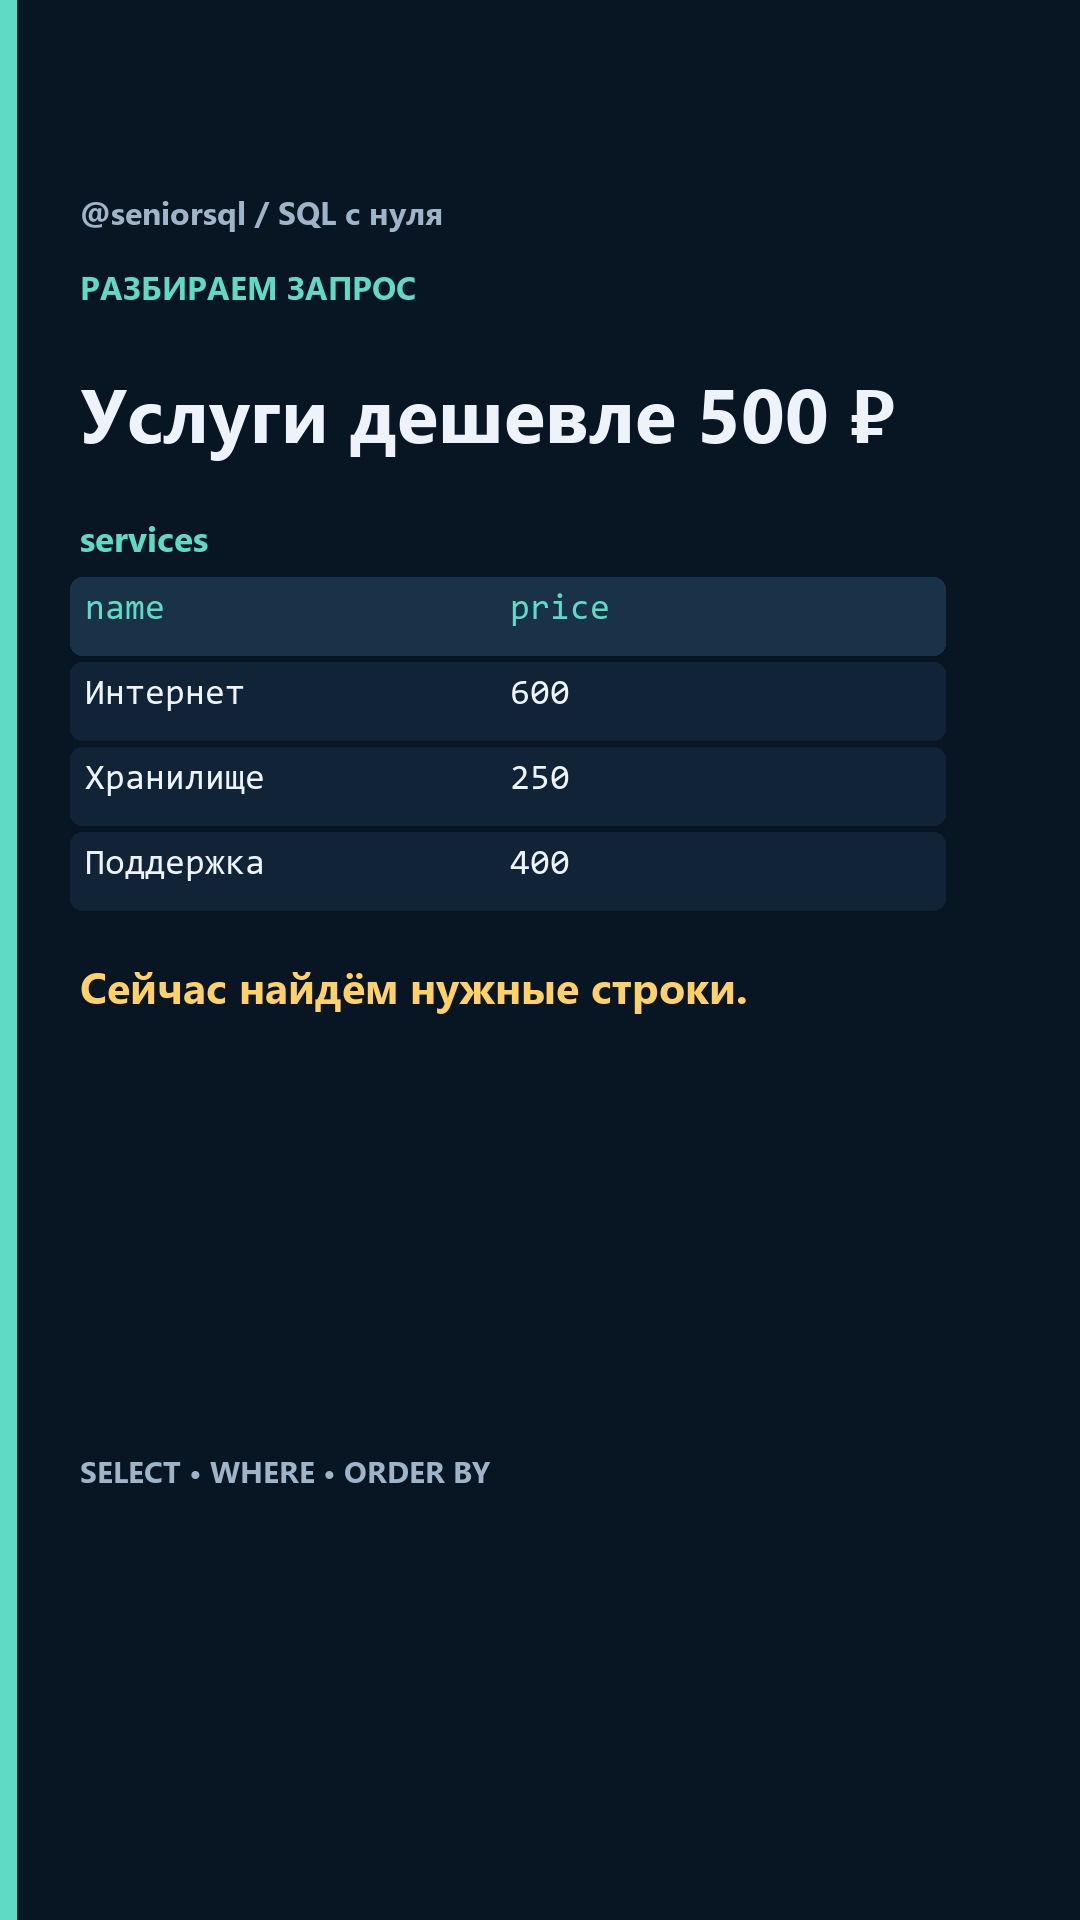 @seniorsql / SQL с нуля
РАЗБИРАЕМ ЗАПРОС
Услуги дешевле 500 ₽
services
name price
Интернет 600
Хранилище 250
Поддержка 400
Сейчас найдём нужные строки.
SELECT • WHERE • ORDER BY